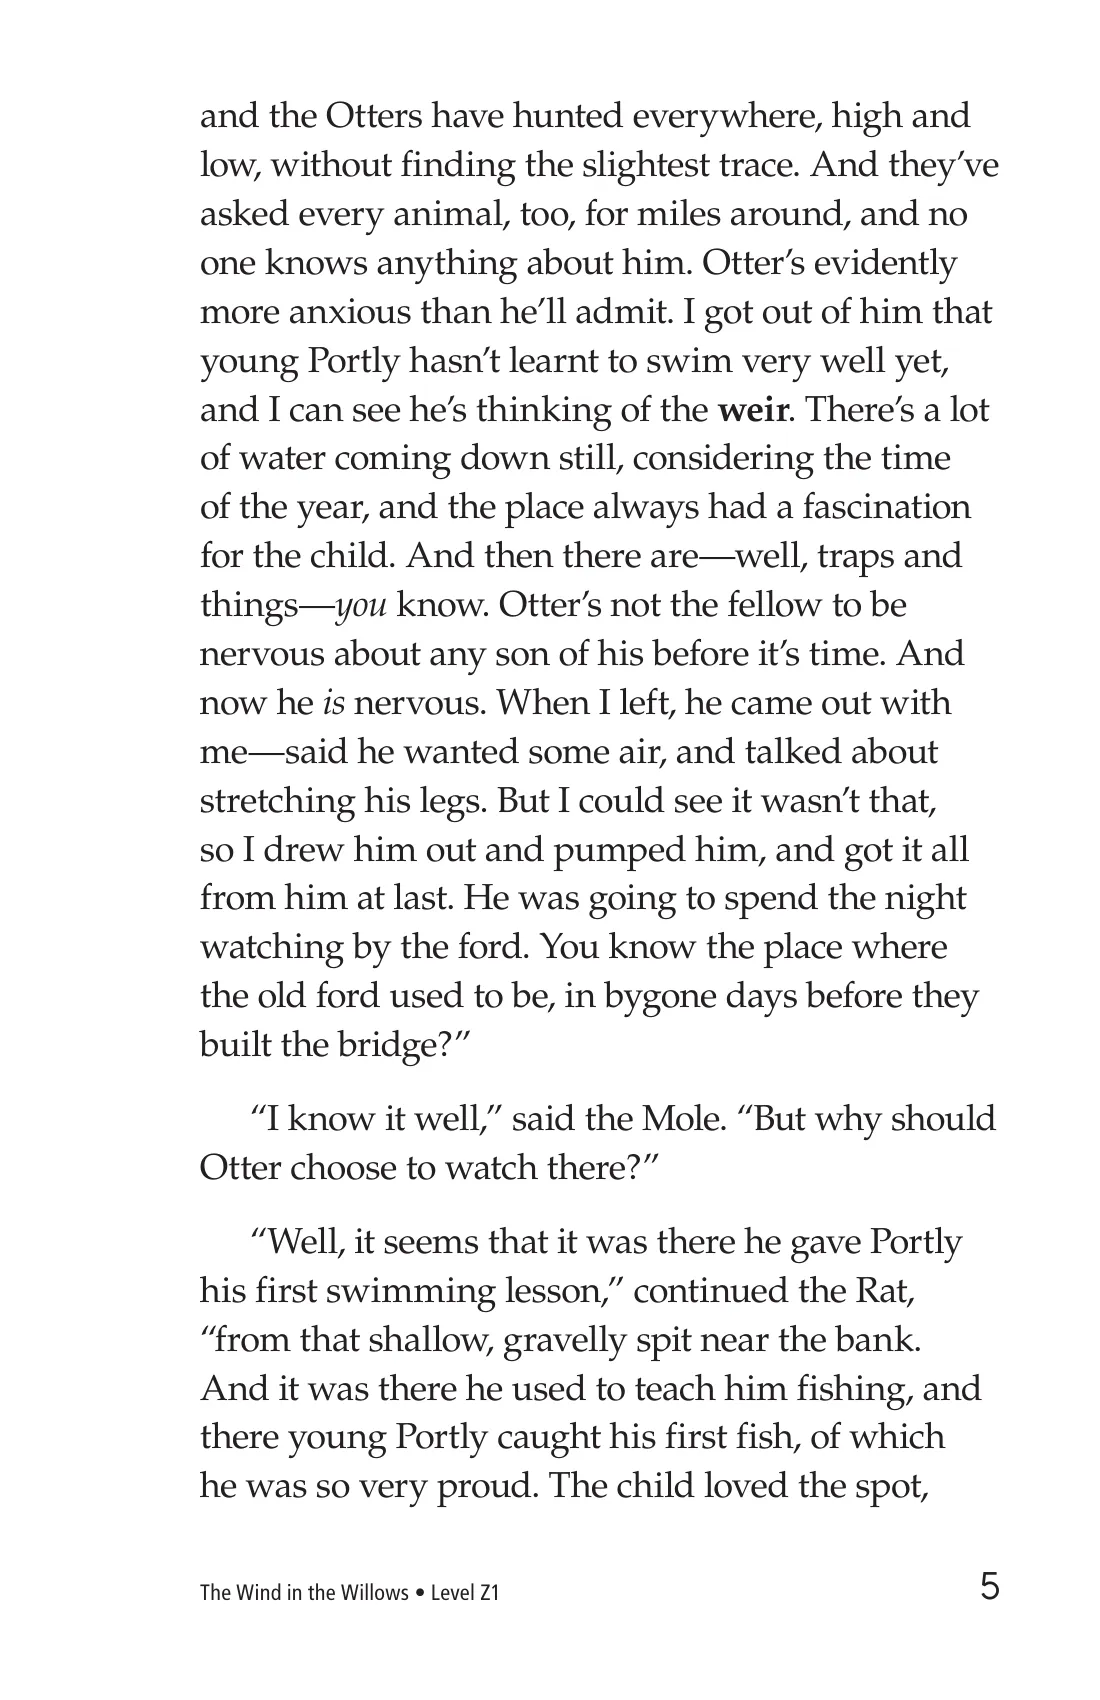 and the Otters have hunted everywhere, high and
low, without finding the slightest trace. And they’ve
asked every animal, too, for miles around, and no
one knows anything about him. Otter’s evidently
more anxious than he’ll admit. I got out of him that
young Portly hasn’t learnt to swim very well yet,
and I can see he’s thinking of the weir. There’s a lot
of water coming down still, considering the time
of the year, and the place always had a fascination
for the child. And then there are—well, traps and
things—you know. Otter’s not the fellow to be
nervous about any son of his before it’s time. And
now he is nervous. When I left, he came out with
me—said he wanted some air, and talked about
stretching his legs. But I could see it wasn’t that,
so I drew him out and pumped him, and got it all
from him at last. He was going to spend the night
watching by the ford. You know the place where
the old ford used to be, in bygone days before they
built the bridge?”
“I know it well,” said the Mole. “But why should
Otter choose to watch there?”
“Well, it seems that it was there he gave Portly
his first swimming lesson,” continued the Rat,
“from that shallow, gravelly spit near the bank.
And it was there he used to teach him fishing, and
there young Portly caught his first fish, of which
he was so very proud. The child loved the spot,
The Wind in the Willows • Level Z1
5